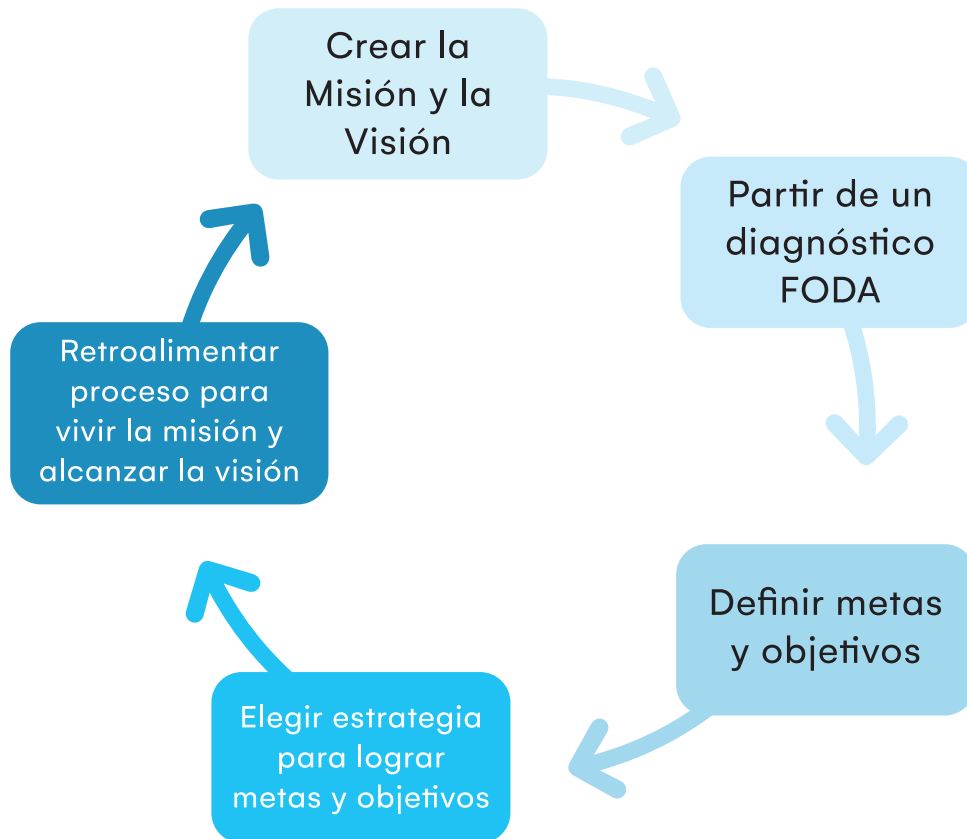 Crear la
Misión y la
Visión
Partir de un
diagnóstico
FODA
Definir metas
y objetivos
Elegir estrategia
para lograr
metas y objetivos
Retroalimentar
proceso para
vivir la misión y
alcanzar la visión